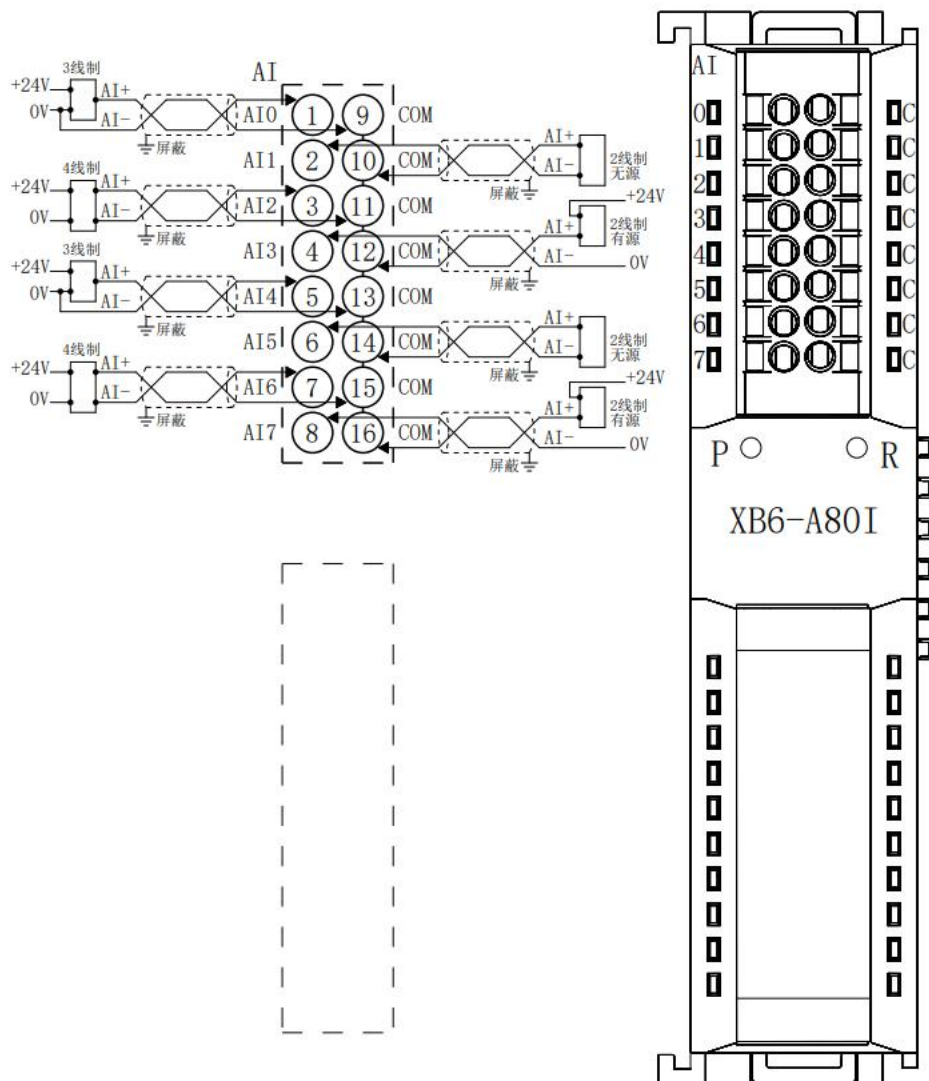 AI
3线制
+24V
0V
AI+
AI-
屏蔽
AI0
1
9
COM
AI1
2
10
COM
AI+
AI-
2线制
无源
屏蔽
4线制
+24V
0V
AI+
AI-
屏蔽
AI2
3
11
COM
AI3
4
12
COM
AI+
AI-
2线制
有源
+24V
0V
屏蔽
3线制
+24V
0V
AI+
AI-
屏蔽
AI4
5
13
COM
AI5
6
14
COM
AI+
AI-
2线制
无源
屏蔽
4线制
+24V
0V
AI+
AI-
屏蔽
AI6
7
15
COM
AI7
8
16
COM
AI+
AI-
2线制
有源
+24V
0V
屏蔽
AI
0 C
1 C
2 C
3 C
4 C
5 C
6 C
7 C
P R
XB6-A80I